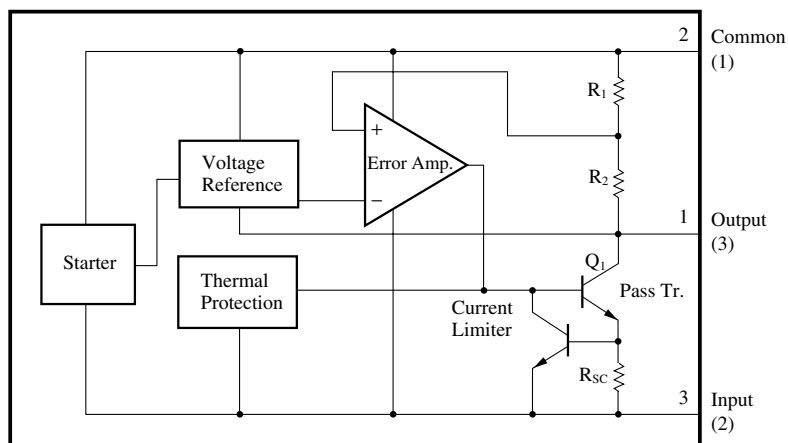 2 Common
(1)
R1
+
Error Amp.
−
Voltage
Reference
R2
1 Output
(3)
Starter
Thermal
Protection
Q1
Pass Tr.
Current
Limiter
RSC
3 Input
(2)